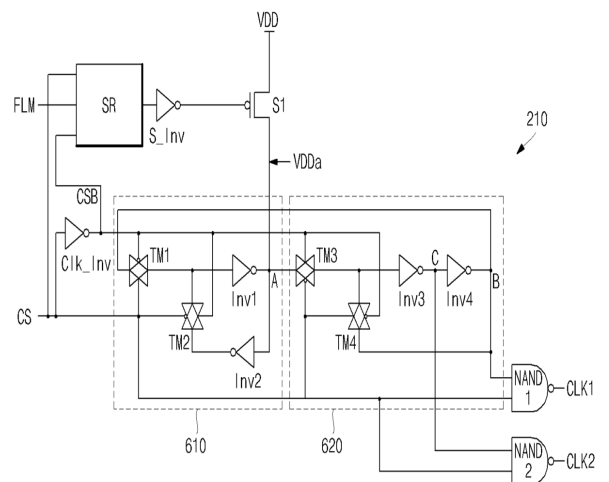 VDD
FLM
SR
S_Inv
S1
210
VDDa
CSB
Clk_Inv
TM1
Inv1
A
TM3
Inv3
C
Inv4
B
CS
TM2
Inv2
TM4
NAND
1
CLK1
610
620
NAND
2
CLK2